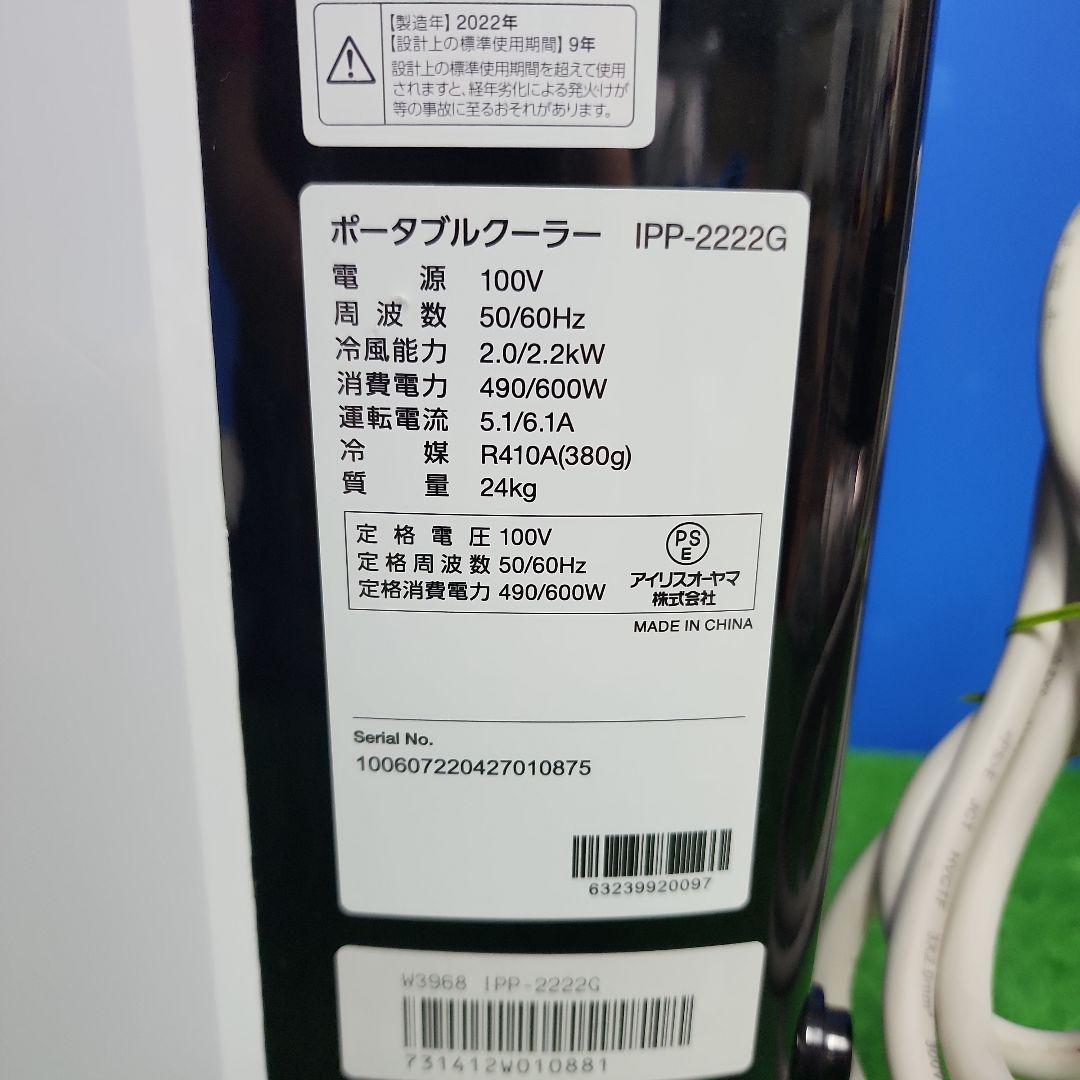 【製造年】2022年
【設計上の標準使用期間】9年
設計上の標準使用期間を超えて使用
されますと、経年劣化による発火けが
等の事故に至るおそれがあります。
ポータブルクーラー IPP-2222G
電源 100V
周波数 50/60Hz
冷風能力 2.0/2.2kW
消費電力 490/600W
運転電流 5.1/6.1A
冷媒 R410A(380g)
質量 24kg
定格電圧 100V
定格周波数 50/60Hz
定格消費電力 490/600W
PS
E
アイリスオーヤマ
株式会社
MADE IN CHINA
Serial No.
100607220427010875
63239920097
W3968 IPP-2222G
731412W010881
JCT HVCTF 3X2.0mm²